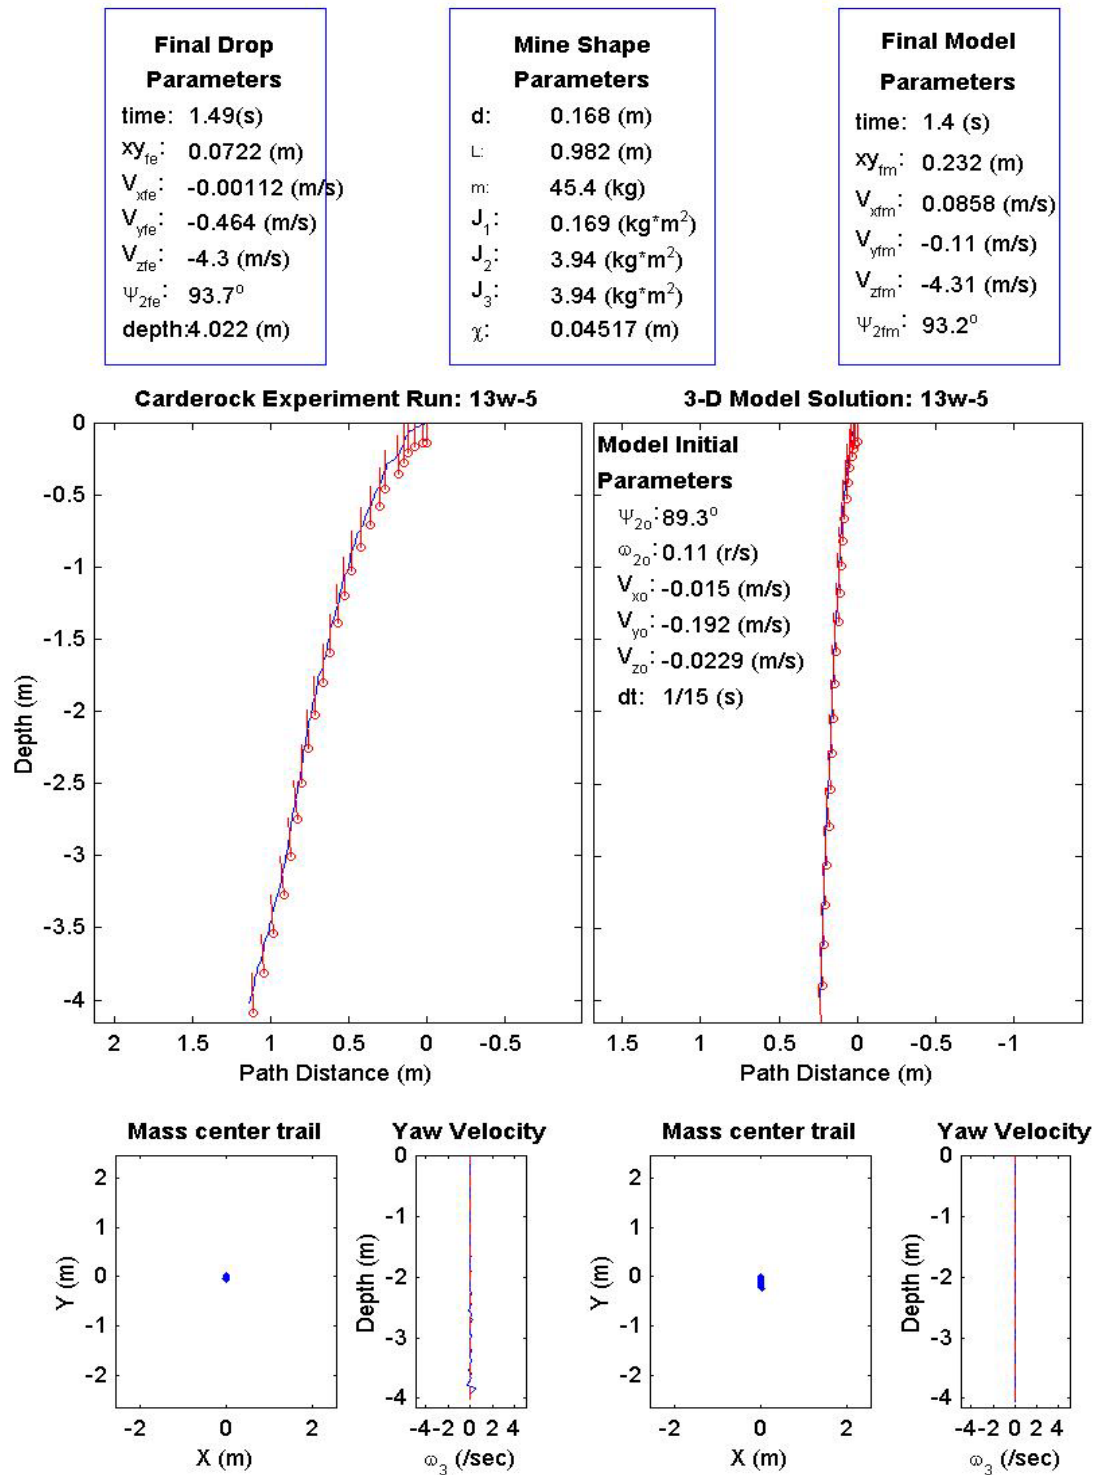 Final Drop
Parameters
time: 1.49(s)
xy_fe: 0.0722 (m)
V_xfe: -0.00112 (m/s)
V_yfe: -0.464 (m/s)
V_zfe: -4.3 (m/s)
Ψ_2fe: 93.7°
depth:4.022 (m)
Mine Shape
Parameters
d: 0.168 (m)
L: 0.982 (m)
m: 45.4 (kg)
J_1: 0.169 (kg*m²)
J_2: 3.94 (kg*m²)
J_3: 3.94 (kg*m²)
χ: 0.04517 (m)
Final Model
Parameters
time: 1.4 (s)
xy_fm: 0.232 (m)
V_xfm: 0.0858 (m/s)
V_yfm: -0.11 (m/s)
V_zfm: -4.31 (m/s)
Ψ_2fm: 93.2°
Carderock Experiment Run: 13w-5
0
-0.5
-1
-1.5
-2
-2.5
-3
-3.5
-4
Depth (m)
2 1 0.5 0 -0.5
Path Distance (m)
3-D Model Solution: 13w-5
Model Initial
Parameters
Ψ_2o: 89.3°
ω_2o: 0.11 (r/s)
V_xo: -0.015 (m/s)
V_yo: -0.192 (m/s)
V_zo: -0.0229 (m/s)
dt: 1/15 (s)
1.5 0.5 0 -0.5 -1
Path Distance (m)
Mass center trail
2
1
0
-1
-2
Y (m)
-2 0 2
X (m)
Yaw Velocity
0
-1
-2
-3
-4
Depth (m)
-4 -2 0 2 4
ω_3 (/sec)
Mass center trail
2
1
0
-1
-2
Y (m)
-2 0 2
X (m)
Yaw Velocity
0
-1
-2
-3
-4
Depth (m)
-4 -2 0 2 4
ω_3 (/sec)